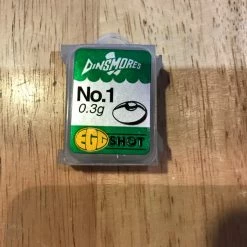 DINSMORES
No.1
0.3g
EGG SHOT